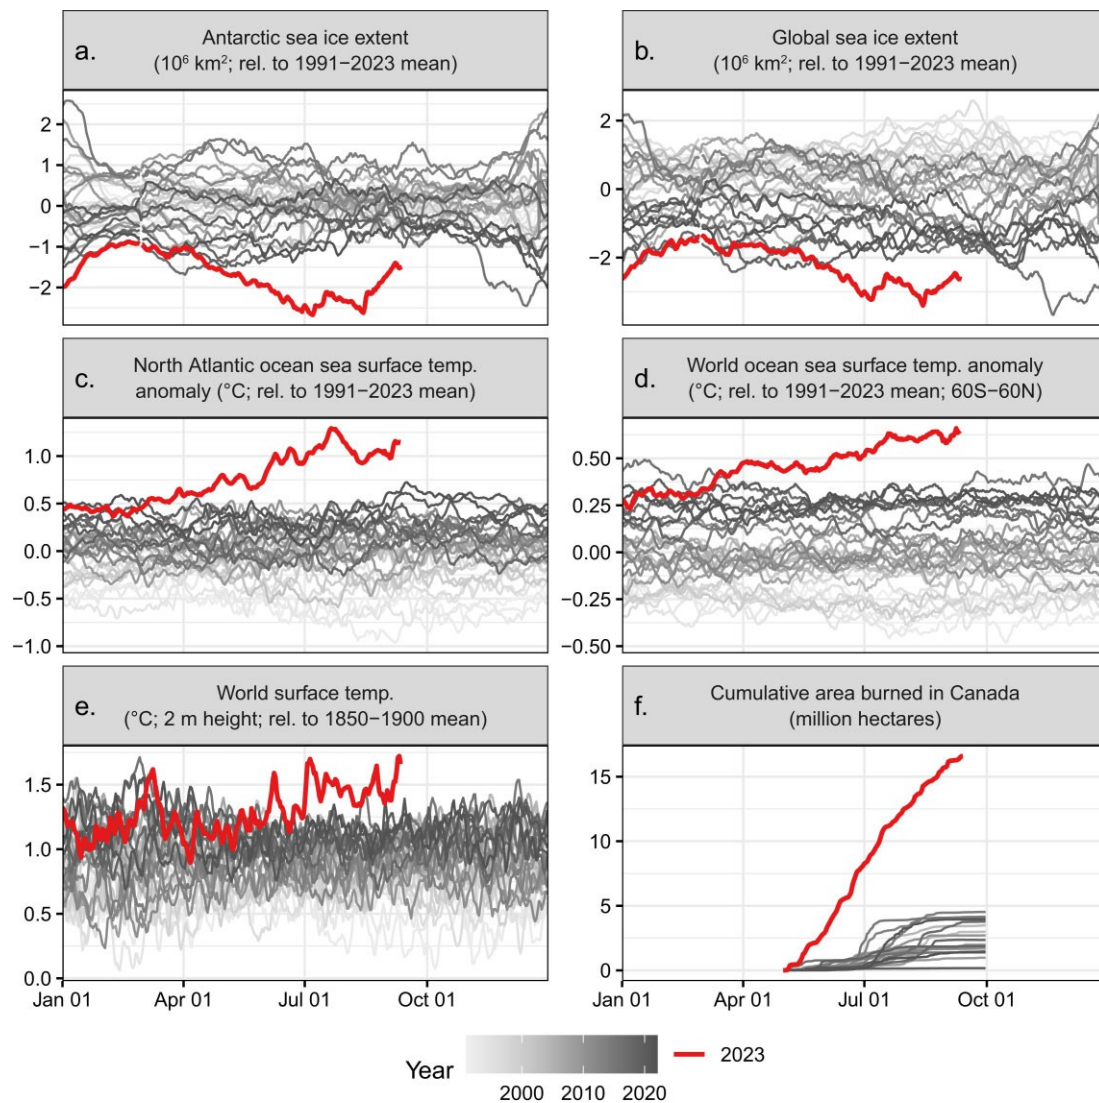 a.
Antarctic sea ice extent
(10⁶ km²; rel. to 1991−2023 mean)
b.
Global sea ice extent
(10⁶ km²; rel. to 1991−2023 mean)
2
1
0
−1
−2
2
0
−2
c.
North Atlantic ocean sea surface temp.
anomaly (°C; rel. to 1991−2023 mean)
d.
World ocean sea surface temp. anomaly
(°C; rel. to 1991−2023 mean; 60S−60N)
1.0
0.5
0.0
−0.5
−1.0
0.50
0.25
0.00
−0.25
−0.50
e.
World surface temp.
(°C; 2 m height; rel. to 1850−1900 mean)
f.
Cumulative area burned in Canada
(million hectares)
1.5
1.0
0.5
0.0
15
10
5
0
Jan 01 Apr 01 Jul 01 Oct 01
Jan 01 Apr 01 Jul 01 Oct 01
Year
2000 2010 2020
2023